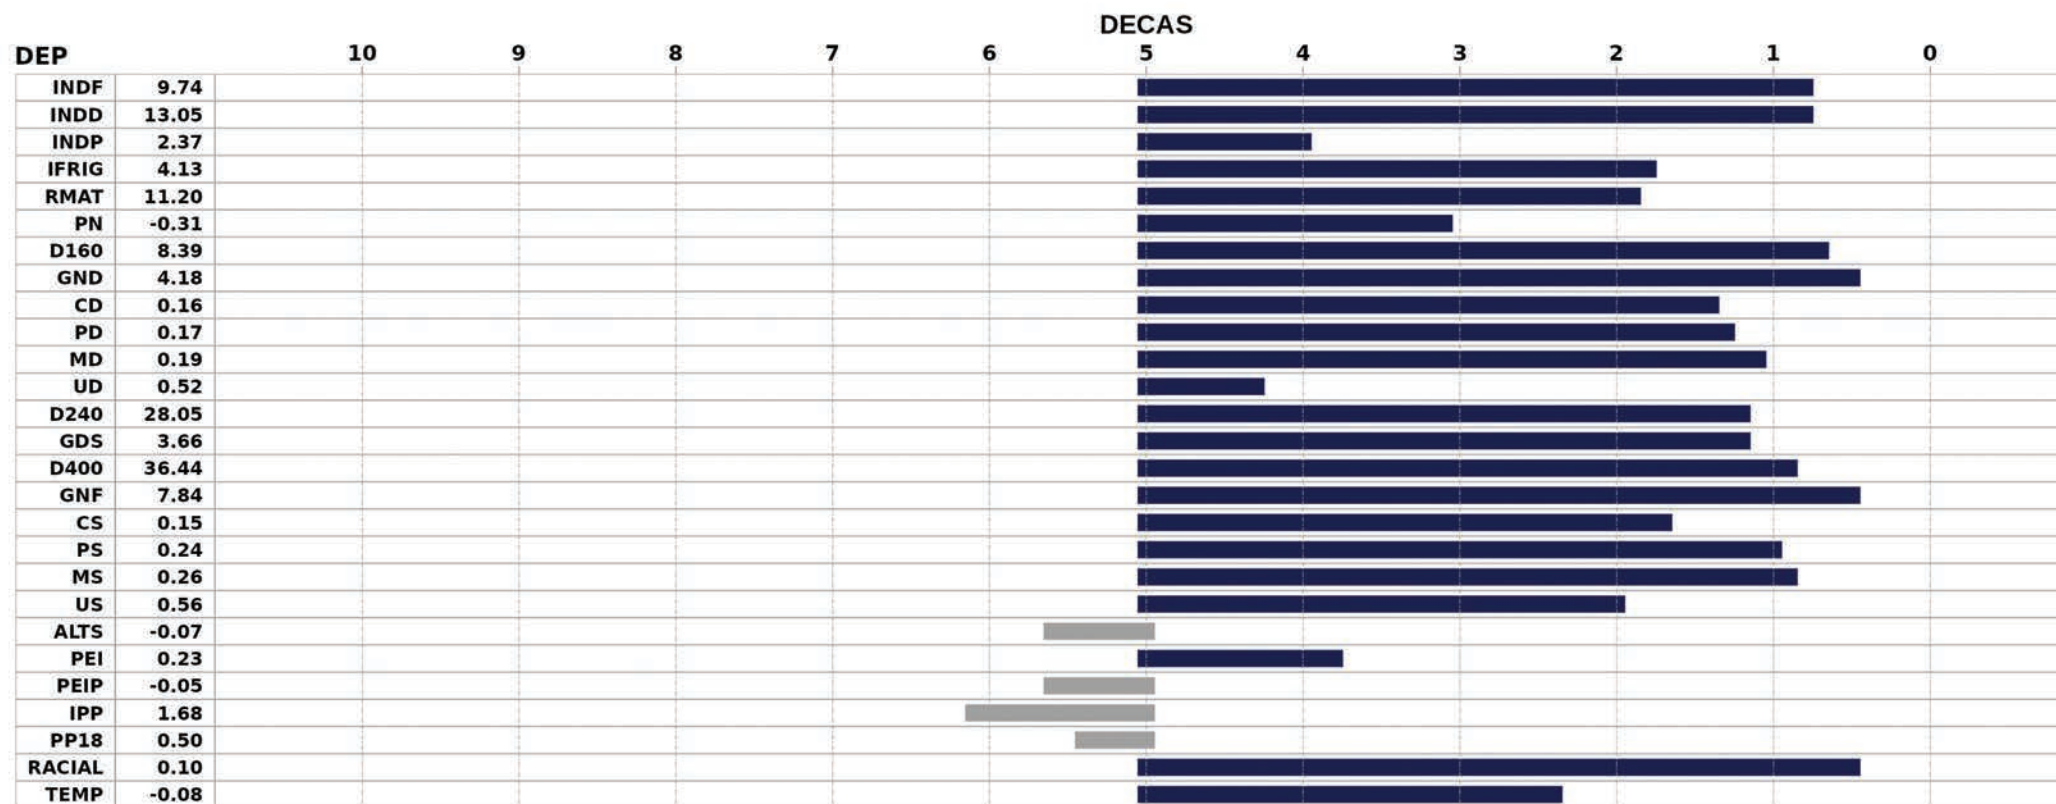 DECAS
DEP 10 9 8 7 6 5 4 3 2 1 0
INDF 9.74
INDD 13.05
INDP 2.37
IFRIG 4.13
RMAT 11.20
PN -0.31
D160 8.39
GND 4.18
CD 0.16
PD 0.17
MD 0.19
UD 0.52
D240 28.05
GDS 3.66
D400 36.44
GNF 7.84
CS 0.15
PS 0.24
MS 0.26
US 0.56
ALTS -0.07
PEI 0.23
PEIP -0.05
IPP 1.68
PP18 0.50
RACIAL 0.10
TEMP -0.08